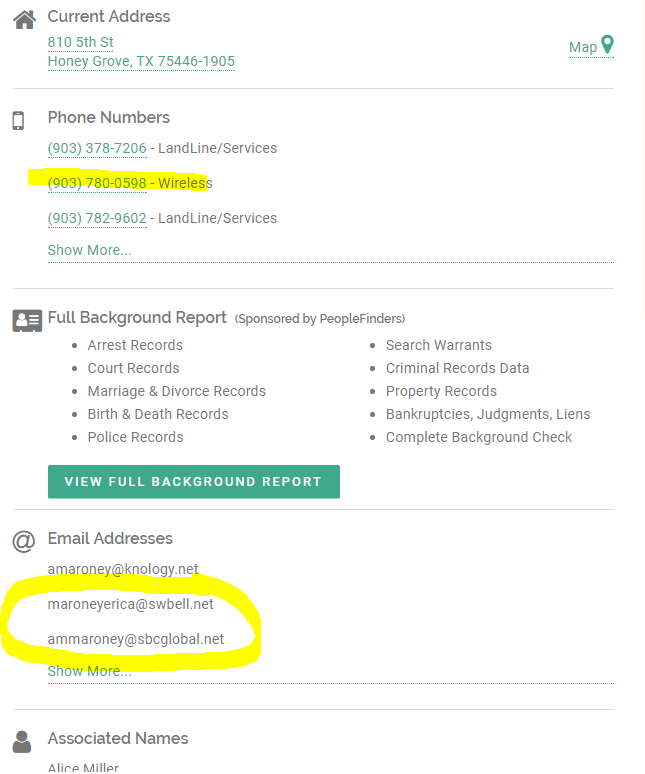 Current Address
810 5th St
Honey Grove, TX 75446-1905
Map
Phone Numbers
(903) 378-7206 - LandLine/Services
(903) 780-0598 - Wireless
(903) 782-9602 - LandLine/Services
Show More...
Full Background Report (Sponsored by PeopleFinders)
Arrest Records
Court Records
Marriage & Divorce Records
Birth & Death Records
Police Records
Search Warrants
Criminal Records Data
Property Records
Bankruptcies, Judgments, Liens
Complete Background Check
VIEW FULL BACKGROUND REPORT
Email Addresses
amaroney@knology.net
maroneyerica@swbell.net
ammaroney@sbcglobal.net
Show More...
Associated Names
Alice Miller